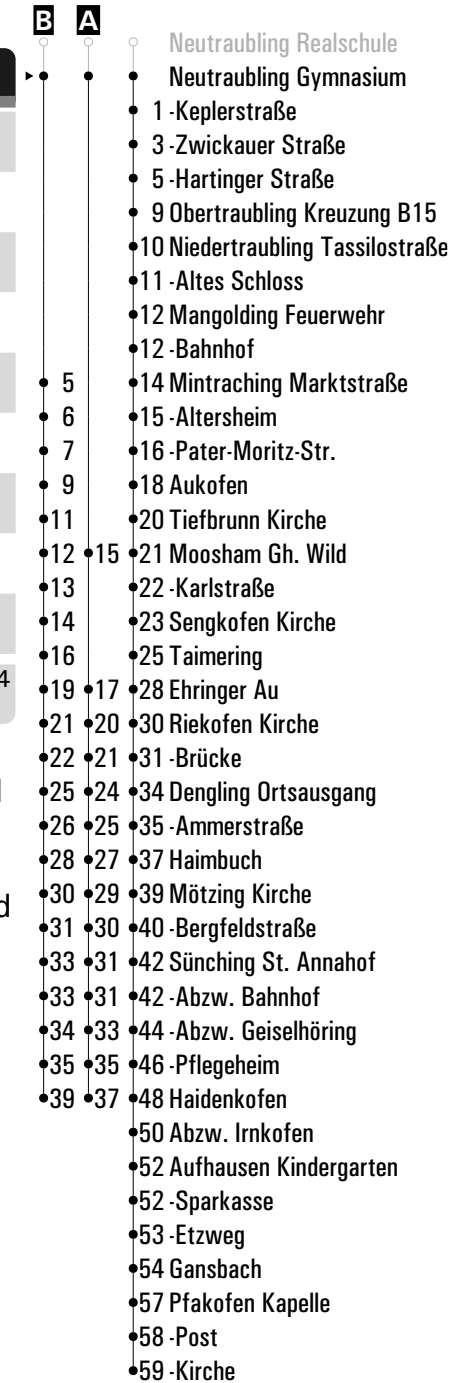 B A
Neutraubling Realschule
Neutraubling Gymnasium
1 -Keplerstraße
3 -Zwickauer Straße
5 -Hartinger Straße
9 Obertraubling Kreuzung B15
10 Niedertraubling Tassilostraße
11 -Altes Schloss
12 Mangolding Feuerwehr
12 -Bahnhof
5 14 Mintraching Marktstraße
6 15 -Altersheim
7 16 -Pater-Moritz-Str.
9 18 Aukofen
11 20 Tiefbrunn Kirche
12 15 21 Moosham Gh. Wild
13 22 -Karlstraße
14 23 Sengkofen Kirche
16 25 Taimering
4
19 17 28 Ehringer Au
21 20 30 Riekofen Kirche
22 21 31 -Brücke
25 24 34 Dengling Ortsausgang
26 25 35 -Ammerstraße
28 27 37 Haimbuch
30 29 39 Mötzing Kirche
d
31 30 40 -Bergfeldstraße
33 31 42 Sünching St. Annahof
33 31 42 -Abzw. Bahnhof
34 33 44 -Abzw. Geiselhöring
35 35 46 -Pflegeheim
39 37 48 Haidenkofen
50 Abzw. Irnkofen
52 Aufhausen Kindergarten
52 -Sparkasse
53 -Etzweg
54 Gansbach
57 Pfakofen Kapelle
58 -Post
59 -Kirche